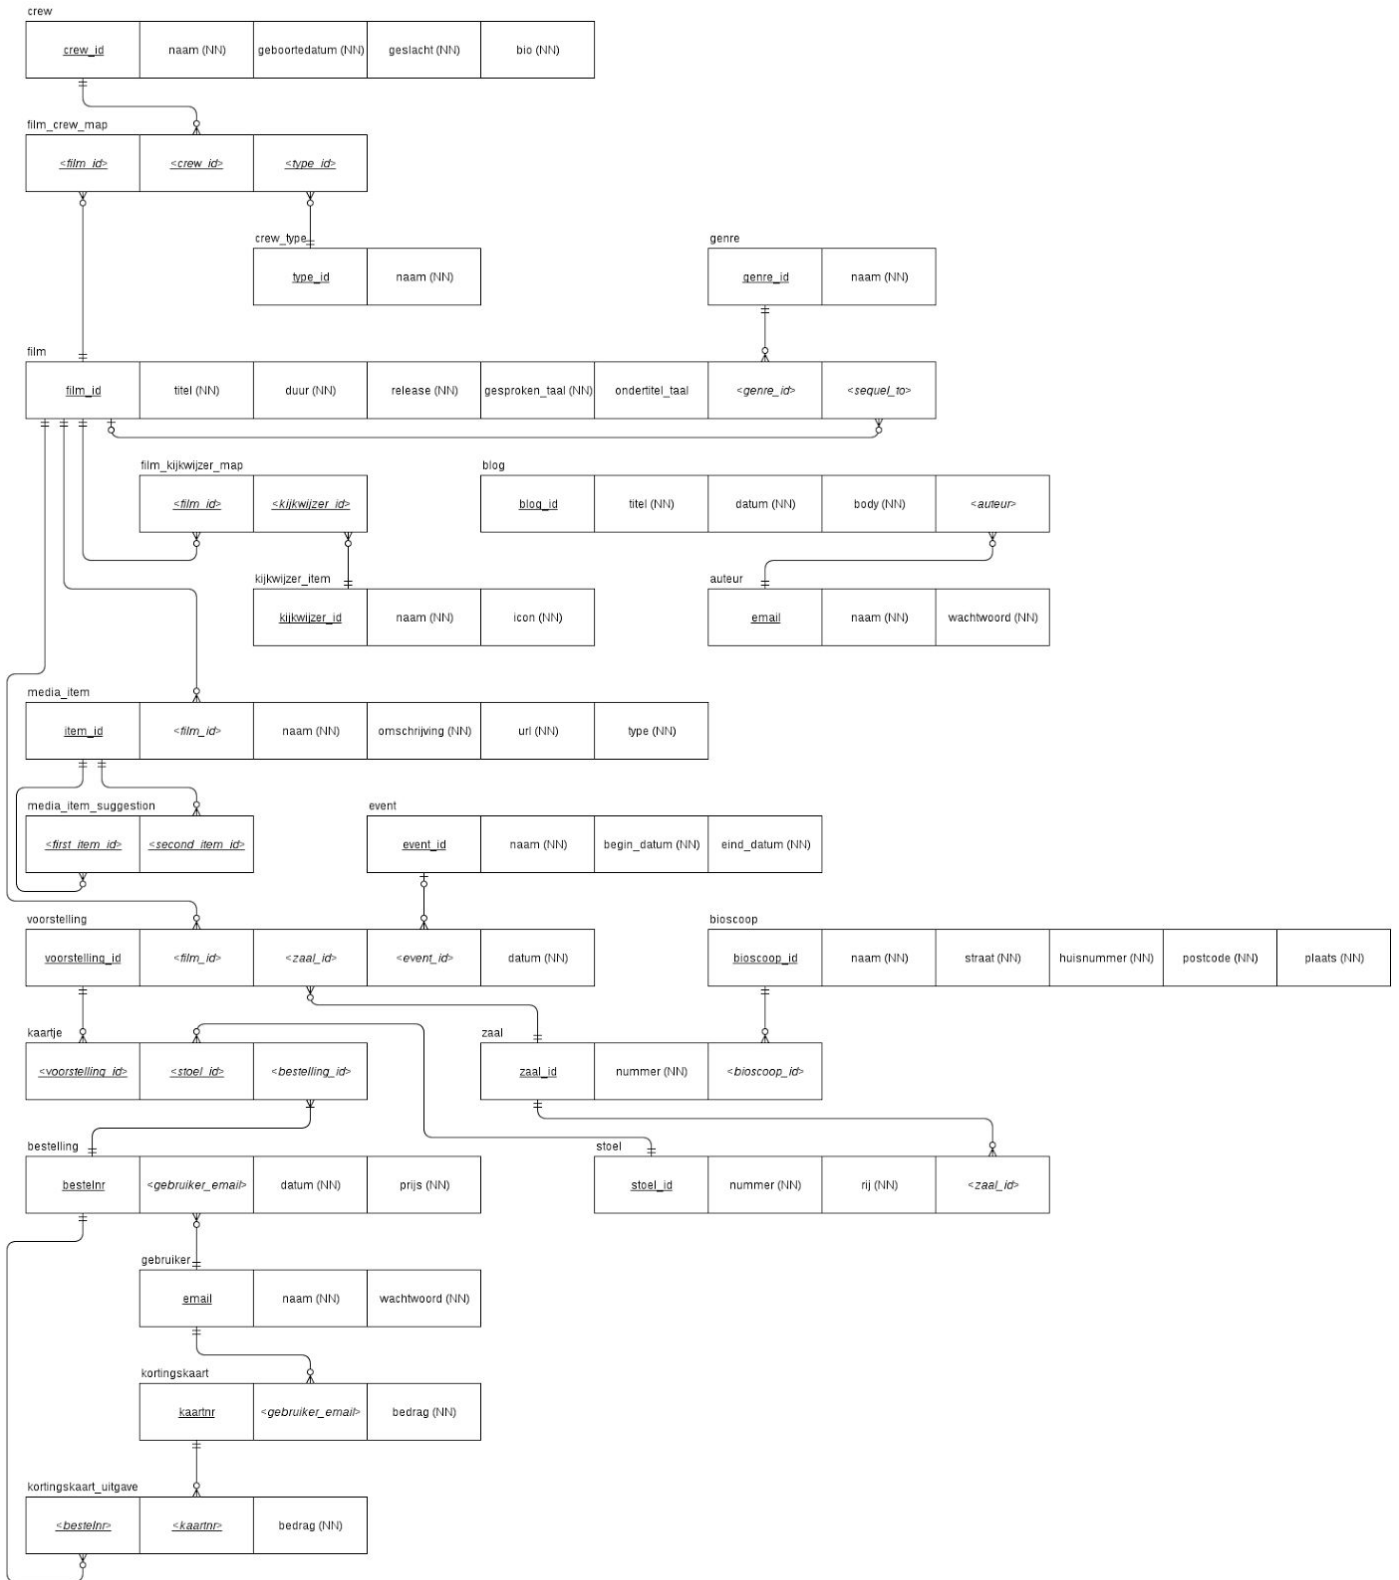 crew
crew_id naam (NN) geboortedatum (NN) geslacht (NN) bio (NN)
film_crew_map
<film_id> <crew_id> <type_id>
crew_type genre
type_id naam (NN) genre_id naam (NN)
film
film_id titel (NN) duur (NN) release (NN) gesproken_taal (NN) ondertitel_taal <genre_id> <sequel_to>
film_kijkwijzer_map blog
<film_id> <kijkwijzer_id> blog_id titel (NN) datum (NN) body (NN) <auteur>
kijkwijzer_item auteur
kijkwijzer_id naam (NN) icon (NN) email naam (NN) wachtwoord (NN)
media_item
item_id <film_id> naam (NN) omschrijving (NN) url (NN) type (NN)
media_item_suggestion event
<first_item_id> <second_item_id> event_id naam (NN) begin_datum (NN) eind_datum (NN)
voorstelling bioscoop
voorstelling_id <film_id> <zaal_id> <event_id> datum (NN) bioscoop_id naam (NN) straat (NN) huisnummer (NN) postcode (NN) plaats (NN)
kaartje zaal
<voorstelling_id> <stoel_id> <bestelling_id> zaal_id nummer (NN) <bioscoop_id>
bestelling stoel
bestelnr <gebruiker_email> datum (NN) prijs (NN) stoel_id nummer (NN) rij (NN) <zaal_id>
gebruiker
email naam (NN) wachtwoord (NN)
kortingskaart
kaartnr <gebruiker_email> bedrag (NN)
kortingskaart_uitgave
<bestelnr> <kaartnr> bedrag (NN)